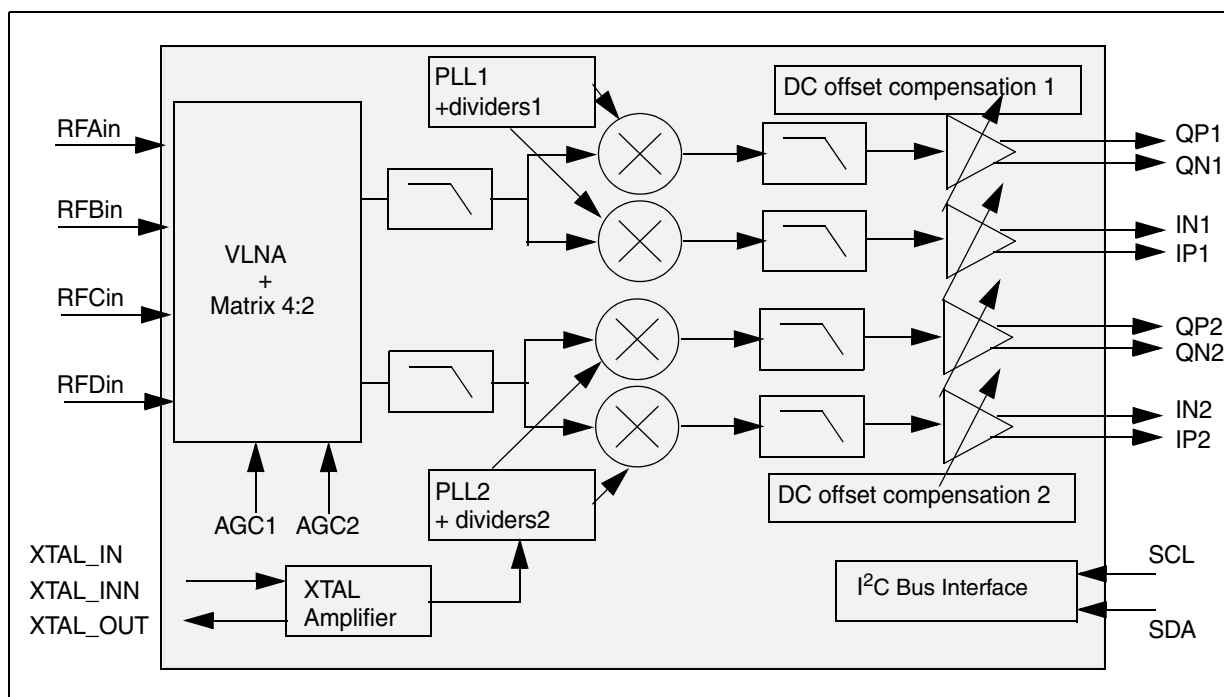 PLL1
+dividers1
DC offset compensation 1
RFAin
RFBin
RFCin
RFDin
VLNA
+
Matrix 4:2
QP1
QN1
IN1
IP1
QP2
QN2
IN2
IP2
AGC1
AGC2
PLL2
+ dividers2
DC offset compensation 2
XTAL_IN
XTAL_INN
XTAL_OUT
XTAL
Amplifier
I²C Bus Interface
SCL
SDA